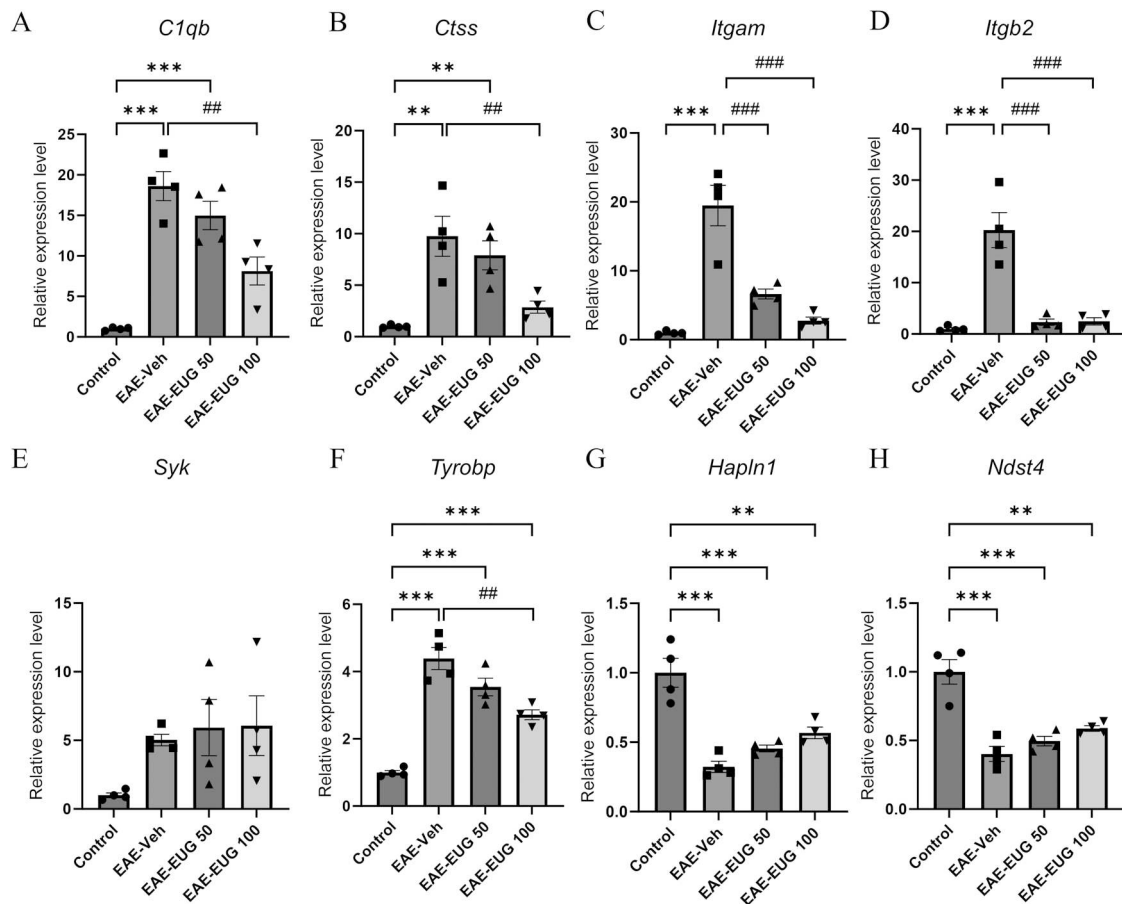 A
C1qb
***
***
##
Relative expression level
25
20
15
10
5
0
Control
EAE-Veh
EAE-EUG 50
EAE-EUG 100
B
Ctss
**
**
##
Relative expression level
20
15
10
5
0
Control
EAE-Veh
EAE-EUG 50
EAE-EUG 100
C
Itgam
###
***
###
Relative expression level
30
20
10
0
Control
EAE-Veh
EAE-EUG 50
EAE-EUG 100
D
Itgb2
###
***
###
Relative expression level
40
30
20
10
0
Control
EAE-Veh
EAE-EUG 50
EAE-EUG 100
E
Syk
Relative expression level
15
10
5
0
Control
EAE-Veh
EAE-EUG 50
EAE-EUG 100
F
Tyrobp
***
***
***
##
Relative expression level
6
4
2
0
Control
EAE-Veh
EAE-EUG 50
EAE-EUG 100
G
Hapln1
**
***
***
Relative expression level
1.5
1.0
0.5
0.0
Control
EAE-Veh
EAE-EUG 50
EAE-EUG 100
H
Ndst4
**
***
***
Relative expression level
1.5
1.0
0.5
0.0
Control
EAE-Veh
EAE-EUG 50
EAE-EUG 100